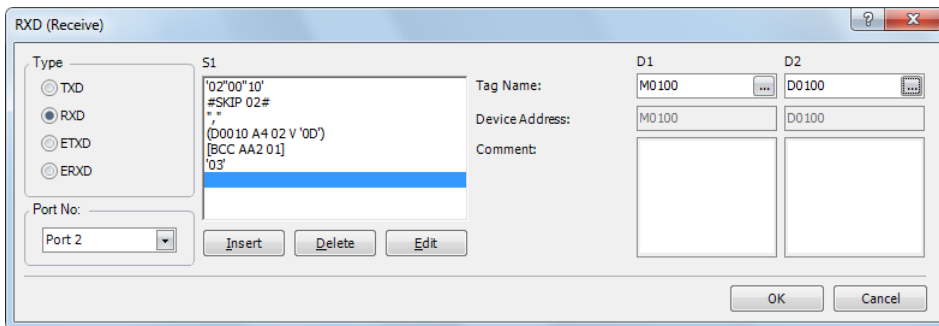 RXD (Receive)
Type
TXD
RXD
ETXD
ERXD
Port No:
Port 2
S1
'02"00"10'
#SKIP 02#
","
(D0010 A4 02 V '0D')
[BCC AA2 01]
'03'
Insert
Delete
Edit
D1
D2
Tag Name:
M0100
...
D0100
...
Device Address:
M0100
D0100
Comment:
OK
Cancel